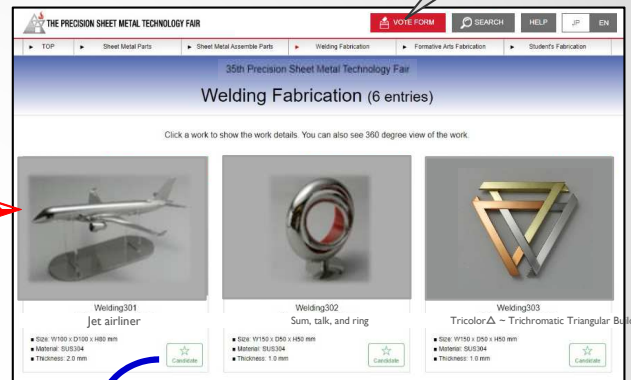 THE PRECISION SHEET METAL TECHNOLOGY FAIR
VOTE FORM
SEARCH
HELP
JP
EN
TOP
Sheet Metal Parts
Sheet Metal Assemble Parts
Welding Fabrication
Formative Arts Fabrication
Student's Fabrication
35th Precision Sheet Metal Technology Fair
Welding Fabrication (6 entries)
Click a work to show the work details. You can also see 360 degree view of the work.
Welding301
Jet airliner
■ Size: W100 x D100 x H80 mm
■ Material: SUS304
■ Thickness: 2.0 mm
Candidate
Welding302
Sum, talk, and ring
■ Size: W150 x D50 x H50 mm
■ Material: SUS304
■ Thickness: 1.0 mm
Candidate
Welding303
Tricolor△ ~ Trichromatic Triangular
■ Size: W150 x D50 x H50 mm
■ Material: SUS304
■ Thickness: 1.0 mm
Candidate